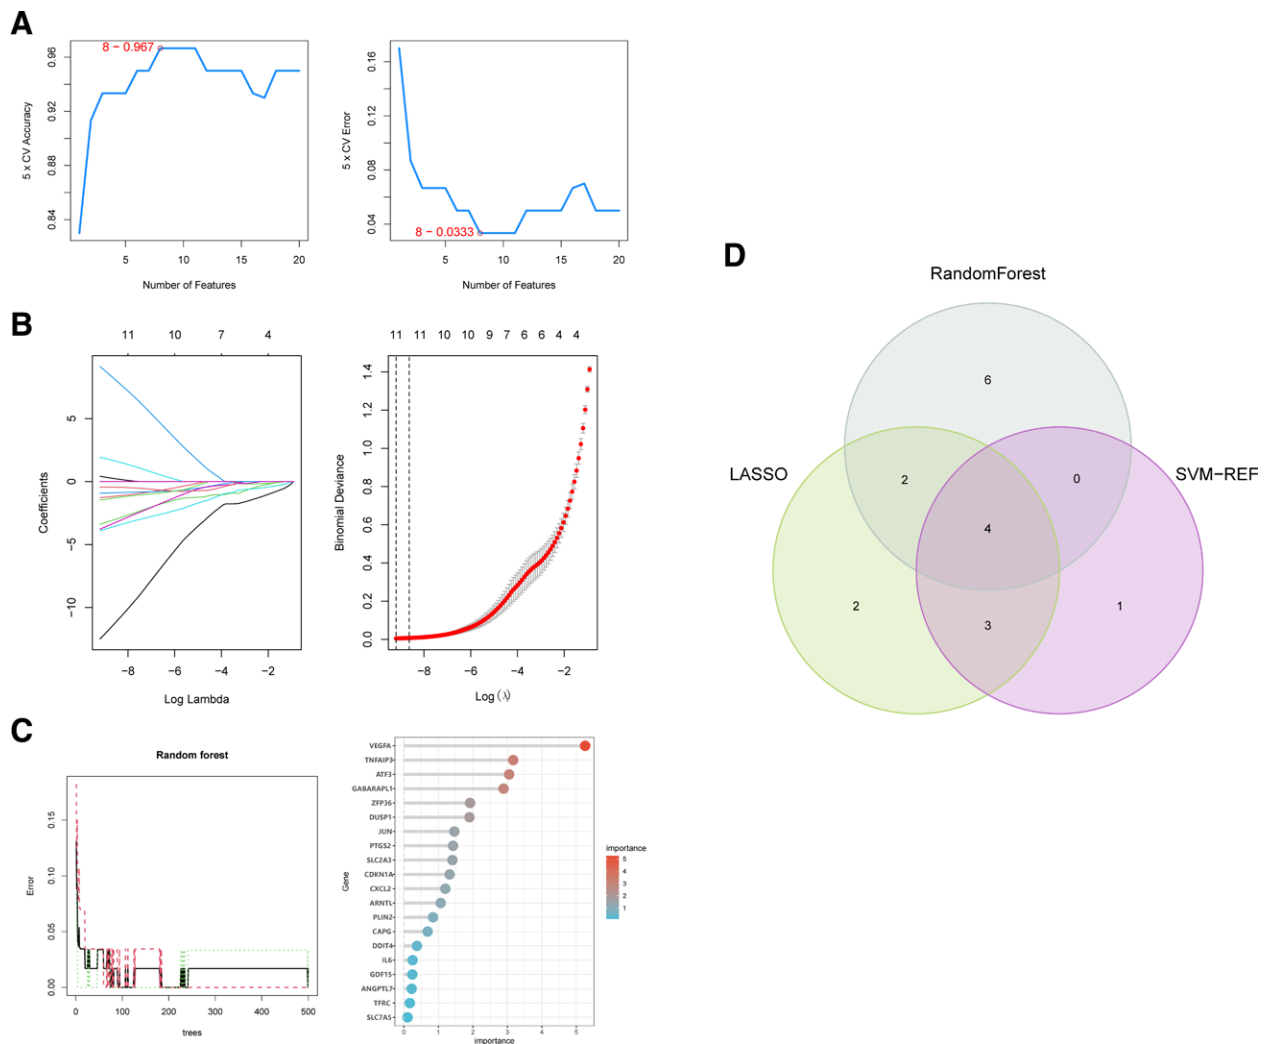 A
8 − 0.967
5 x CV Accuracy
0.84 0.88 0.92 0.96
5 10 15 20
Number of Features
8 − 0.0333
5 x CV Error
0.04 0.08 0.12 0.16
5 10 15 20
Number of Features
B
11 10 7 4
Coefficients
5
0
−5
−10
−8 −6 −4 −2
Log Lambda
11 11 10 10 9 7 6 6 4 4
Binomial Deviance
1.4
1.2
1.0
0.8
0.6
0.4
0.2
0.0
−8 −6 −4 −2
Log (λ)
C
Random forest
Error
0.15
0.10
0.05
0.00
0 100 200 300 400 500
trees
Gene
VEGFA
TNFAIP3
ATF3
GABARAPL1
ZFP36
DUSP1
JUN
PTGS2
SLC2A3
CDKN1A
CXCL2
ARNTL
PLIN2
CAPG
DDIT4
IL6
GDF15
ANGPTL7
TFRC
SLC7A5
0 1 2 3 4 5
importance
importance
5
4
3
2
1
D
RandomForest
6
LASSO
2
0
SVM−REF
4
2
3
1